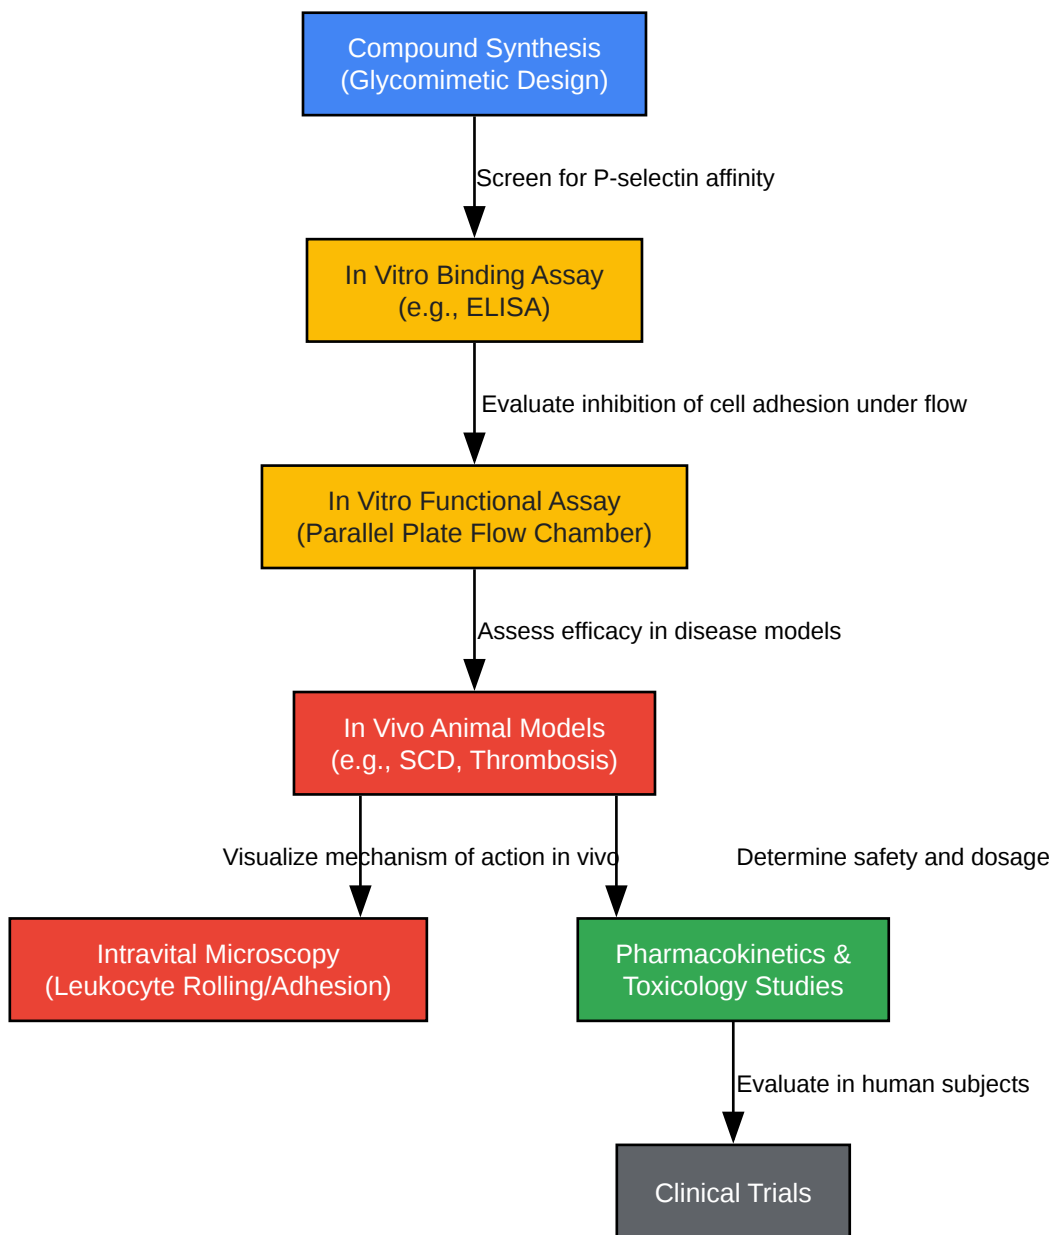 Compound Synthesis
(Glycomimetic Design)
Screen for P-selectin affinity
In Vitro Binding Assay
(e.g., ELISA)
Evaluate inhibition of cell adhesion under flow
In Vitro Functional Assay
(Parallel Plate Flow Chamber)
Assess efficacy in disease models
In Vivo Animal Models
(e.g., SCD, Thrombosis)
Visualize mechanism of action in vivo
Determine safety and dosage
Intravital Microscopy
(Leukocyte Rolling/Adhesion)
Pharmacokinetics &
Toxicology Studies
Evaluate in human subjects
Clinical Trials